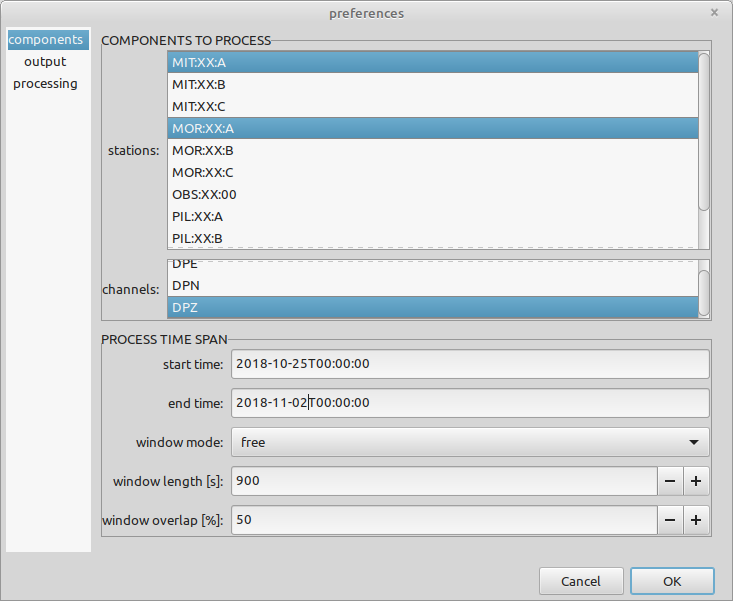 preferences
components
output
processing
COMPONENTS TO PROCESS
stations:
MIT:XX:A
MIT:XX:B
MIT:XX:C
MOR:XX:A
MOR:XX:B
MOR:XX:C
OBS:XX:00
PIL:XX:A
PIL:XX:B
channels:
DPE
DPN
DPZ
PROCESS TIME SPAN
start time: 2018-10-25T00:00:00
end time: 2018-11-02T00:00:00
window mode: free
window length [s]: 900
window overlap [%]: 50
Cancel OK